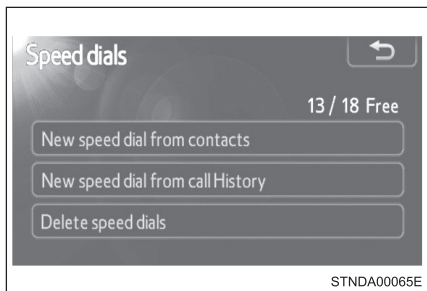 Speed dials
13 / 18 Free
New speed dial from contacts
New speed dial from call History
Delete speed dials
STNDA00065E